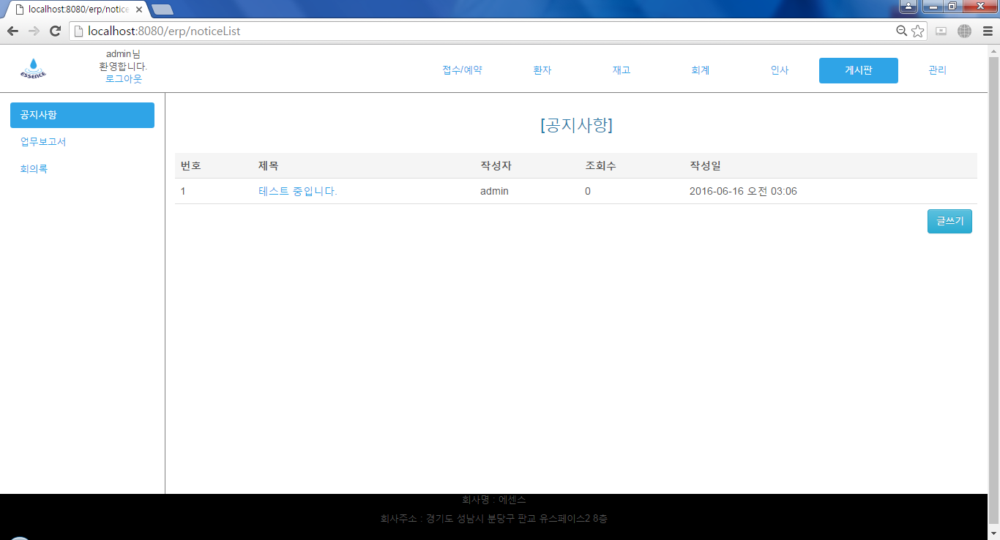 localhost:8080/erp/notice
localhost:8080/erp/noticeList
essence
admin님
환영합니다.
로그아웃
접수/예약 환자 재고 회계 인사 게시판 관리
공지사항
업무보고서
회의록
[공지사항]
번호 제목 작성자 조회수 작성일
1 테스트 중입니다. admin 0 2016-06-16 오전 03:06
글쓰기
회사명 : 에센스
회사주소 : 경기도 성남시 분당구 판교 유스페이스2 8층